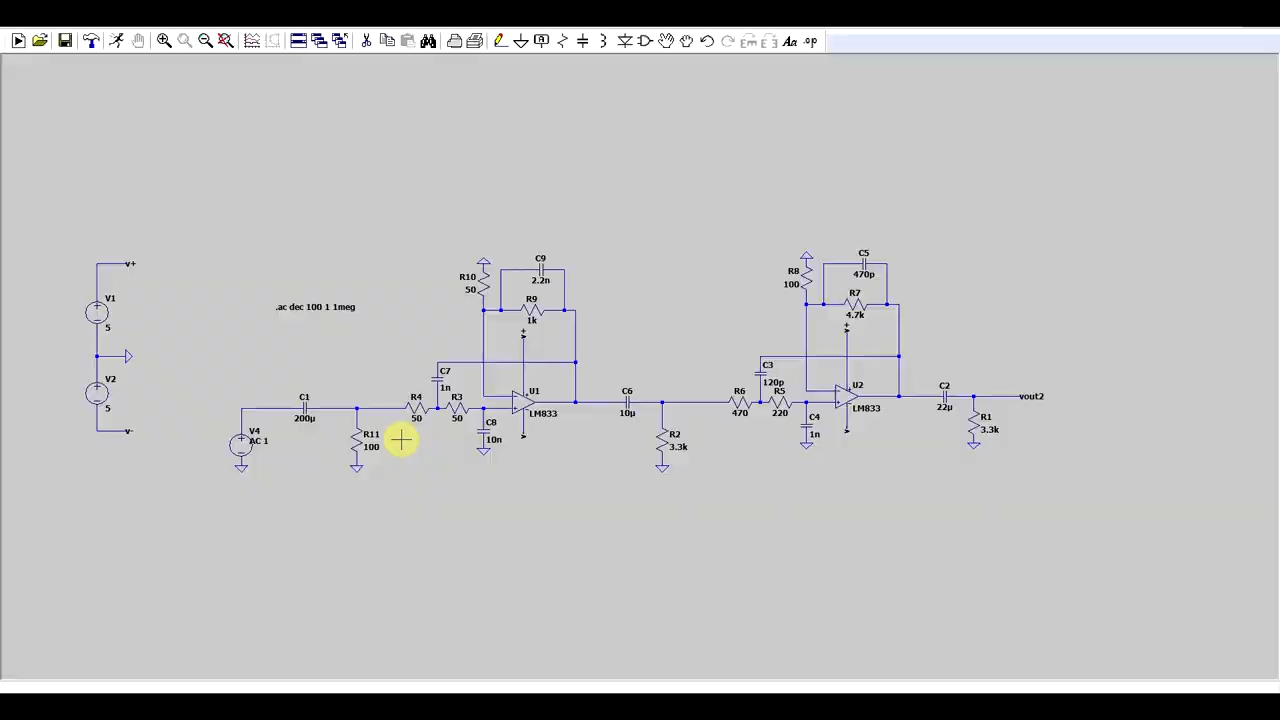 Aa .op
v+
V1
5
V2
5
v-
.ac dec 100 1 1meg
V4
AC 1
C1
200µ
R11
100
R4
50
R3
50
C7
1n
C8
10n
R10
50
C9
2.2n
R9
1k
U1
LM833
C6
10µ
R2
3.3k
R6
470
R5
220
C3
120p
C4
1n
R8
100
C5
470p
R7
4.7k
U2
LM833
C2
22µ
R1
3.3k
vout2